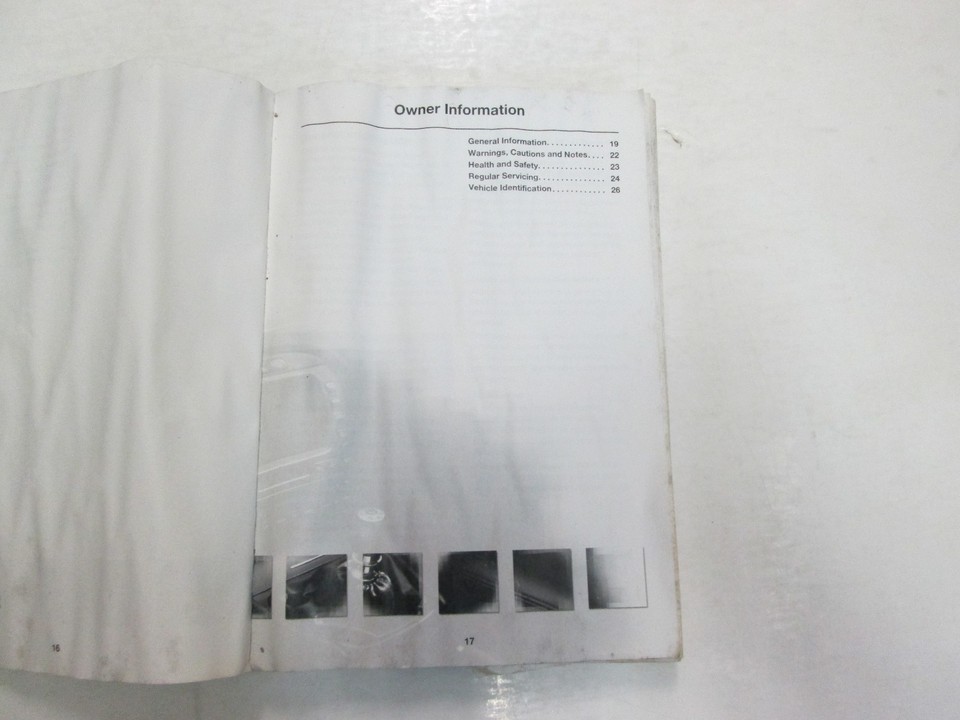 Owner Information
General Information............. 19
Warnings, Cautions and Notes.... 22
Health and Safety............... 23
Regular Servicing............... 24
Vehicle Identification............ 26
16
17